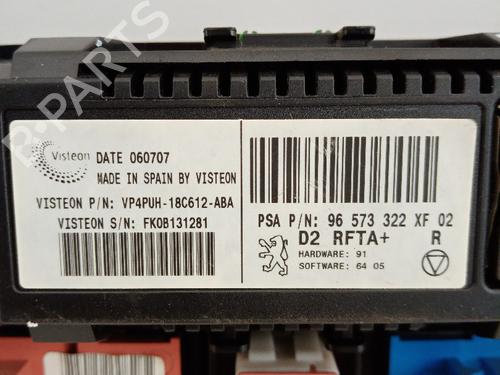 Visteon DATE 060707
MADE IN SPAIN BY VISTEON
VISTEON P/N: VP4PUH-18C612-ABA
VISTEON S/N: FK0B131281
PSA P/N: 96 573 322 XF 02
D2 RFTA+ R
HARDWARE: 91
SOFTWARE: 64 05
B-PARTS